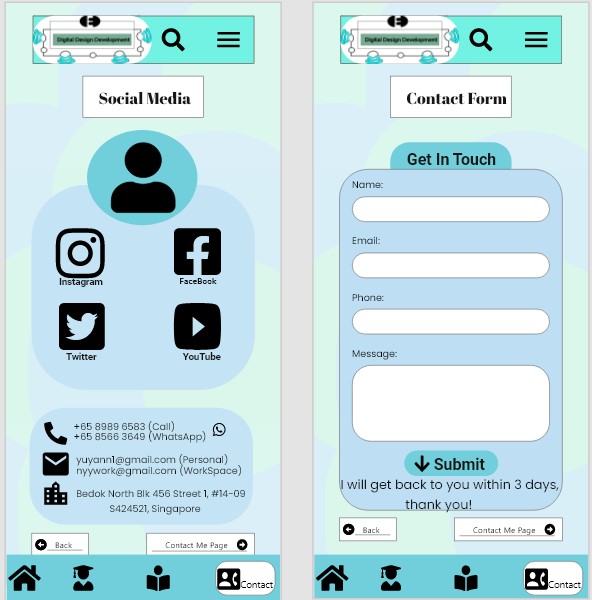 Digital Design Development
Social Media
Instagram
FaceBook
Twitter
YouTube
+65 8989 6583 (Call)
+65 8566 3649 (WhatsApp)
yuyann1@gmail.com (Personal)
nyywork@gmail.com (WorkSpace)
Bedok North Blk 456 Street 1, #14-09
S424521, Singapore
Back
Contact Me Page
Contact
Digital Design Development
Contact Form
Get In Touch
Name:
Email:
Phone:
Message:
Submit
I will get back to you within 3 days,
thank you!
Back
Contact Me Page
Contact